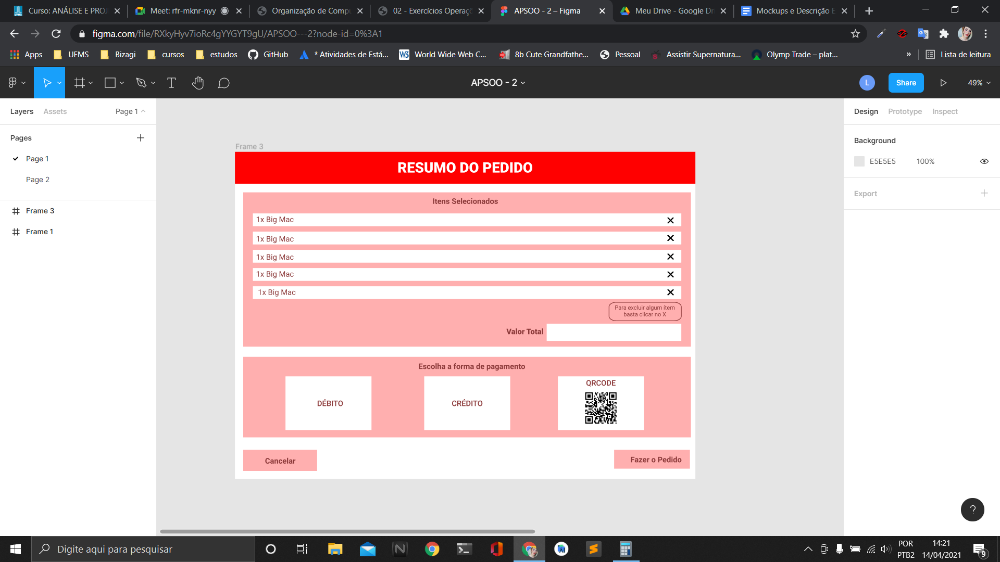 Curso: ANÁLISE E PROJ
Meet: rfr-mknr-nyy
Organização de Compu
02 - Exercícios Operaçõ
APSOO - 2 – Figma
Meu Drive - Google Dri
Mockups e Descrição E
figma.com/file/RXkyHyv7ioRc4gYYGYT9gU/APSOO---2?node-id=0%3A1
Apps
UFMS
Bizagi
cursos
estudos
GitHub
* Atividades de Está...
World Wide Web C...
8b Cute Grandfathe...
Pessoal
Assistir Supernatura...
Olymp Trade – plat...
»
Lista de leitura
APSOO - 2
L
Share
49%
Layers
Assets
Page 1
Design
Prototype
Inspect
Pages
Page 1
Page 2
Frame 3
Frame 1
Background
E5E5E5
100%
Export
Frame 3
RESUMO DO PEDIDO
Itens Selecionados
1x Big Mac
1x Big Mac
1x Big Mac
1x Big Mac
1x Big Mac
Para excluir algum ítem
basta clicar no X
Valor Total
Escolha a forma de pagamento
DÉBITO
CRÉDITO
QRCODE
Cancelar
Fazer o Pedido
?
Digite aqui para pesquisar
POR
PTB2
14:21
14/04/2021
9